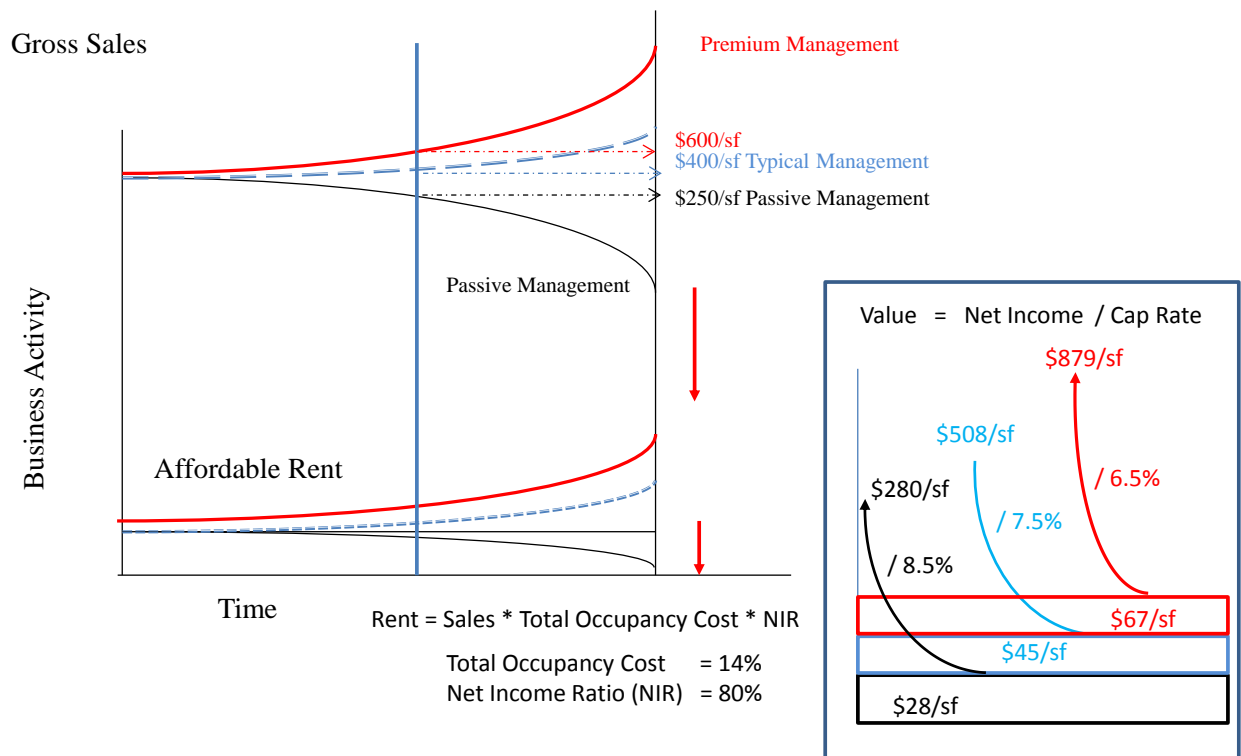 Gross Sales
Premium Management
$600/sf
$400/sf Typical Management
$250/sf Passive Management
Passive Management
Business Activity
Affordable Rent
Time
Rent = Sales * Total Occupancy Cost * NIR
Total Occupancy Cost = 14%
Net Income Ratio (NIR) = 80%
Value = Net Income / Cap Rate
$879/sf
$508/sf
/ 6.5%
$280/sf
/ 7.5%
/ 8.5%
$67/sf
$45/sf
$28/sf